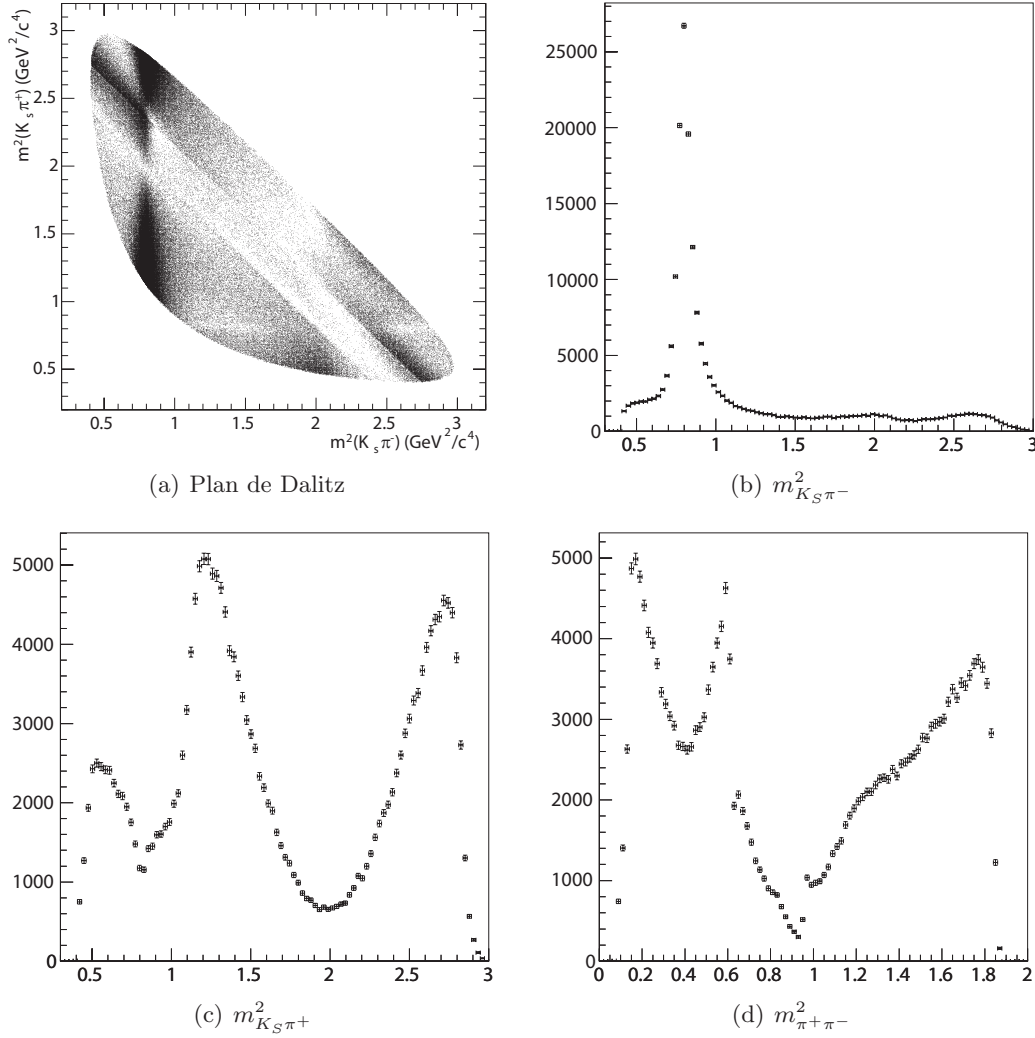 m²(Kₛπ⁺) (GeV²/c⁴)
3
2.5
2
1.5
1
0.5
0.5 1 1.5 2 2.5 3
m²(Kₛπ⁻) (GeV²/c⁴)
(a) Plan de Dalitz
25000
20000
15000
10000
5000
0
0.5 1 1.5 2 2.5 3
(b) m²_{K_Sπ−}
5000
4000
3000
2000
1000
0
0.5 1 1.5 2 2.5 3
(c) m²_{K_Sπ+}
5000
4000
3000
2000
1000
0
0 0.2 0.4 0.6 0.8 1 1.2 1.4 1.6 1.8 2
(d) m²_{π+π−}